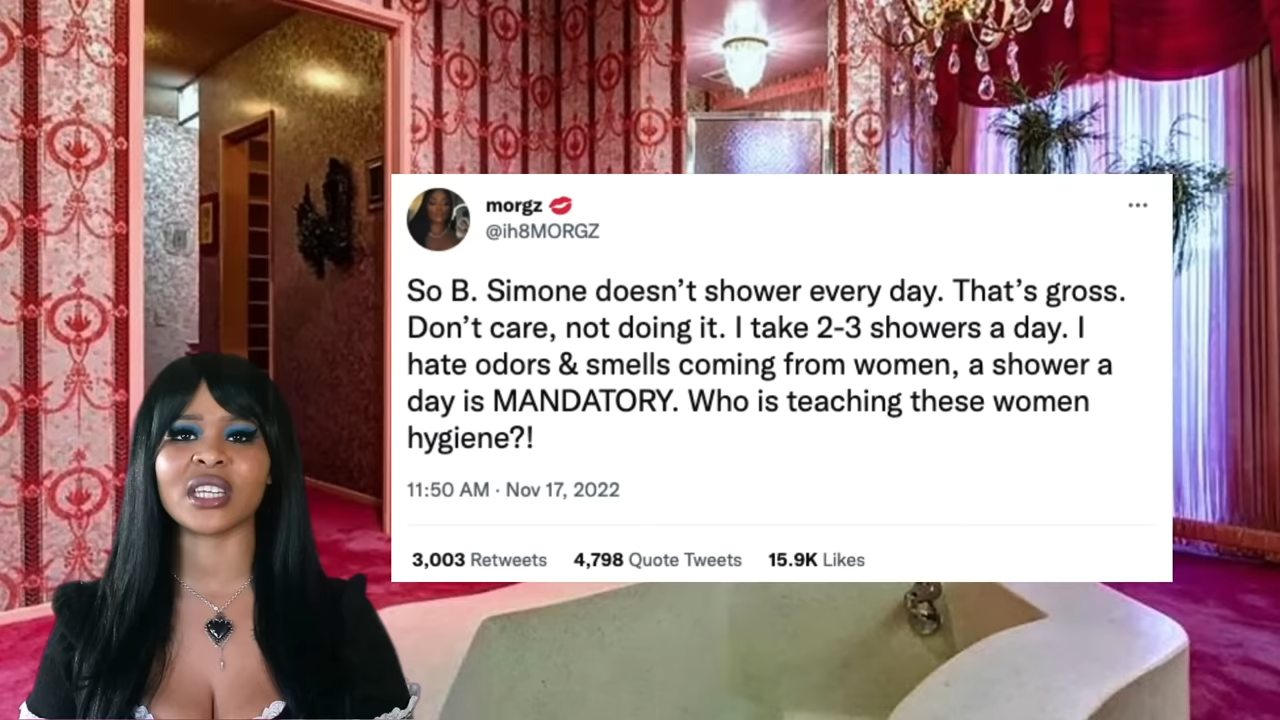 morgz 💋
@ih8MORGZ
So B. Simone doesn’t shower every day. That’s gross.
Don’t care, not doing it. I take 2-3 showers a day. I
hate odors & smells coming from women, a shower a
day is MANDATORY. Who is teaching these women
hygiene?!
11:50 AM · Nov 17, 2022
3,003 Retweets 4,798 Quote Tweets 15.9K Likes